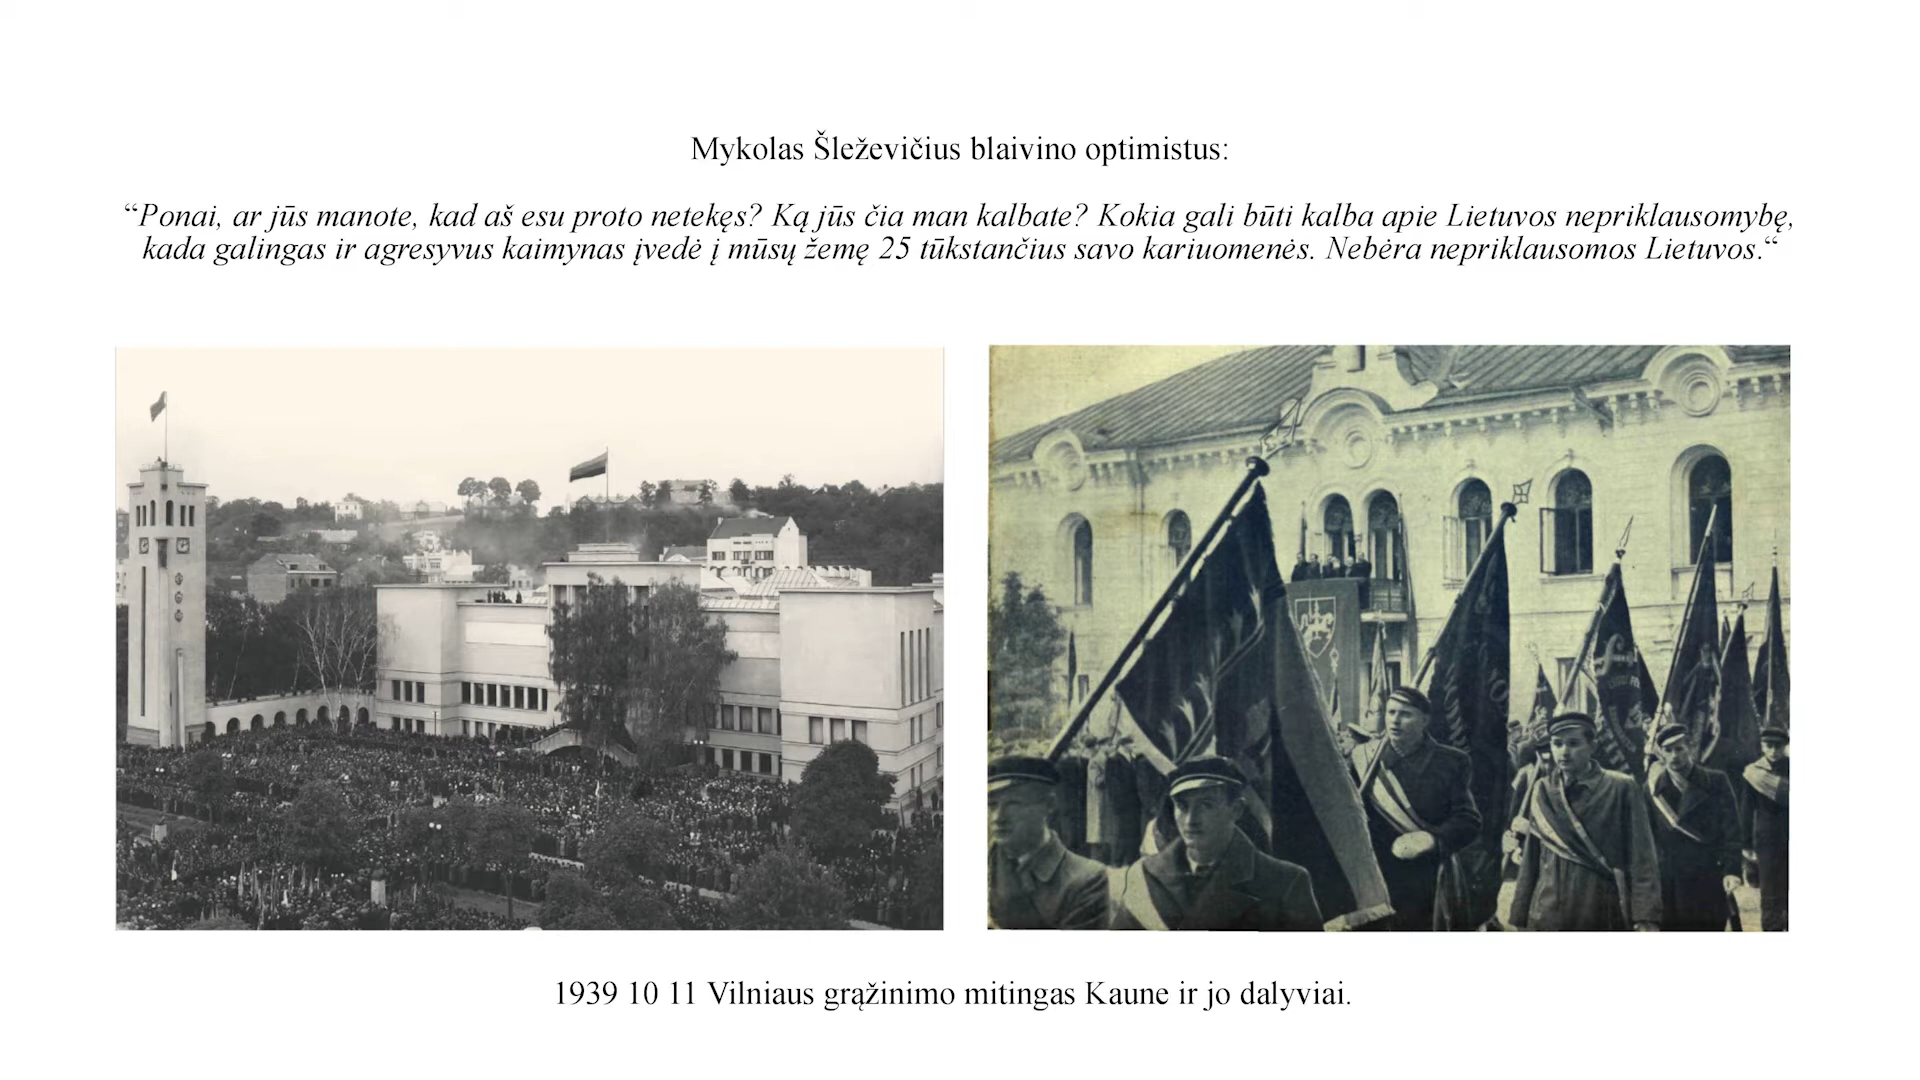 Mykolas Šleževičius blaivino optimistus:
“Ponai, ar jūs manote, kad aš esu proto netekęs? Ką jūs čia man kalbate? Kokia gali būti kalba apie Lietuvos nepriklausomybę,
kada galingas ir agresyvus kaimynas įvedė į mūsų žemę 25 tūkstančius savo kariuomenės. Nebėra nepriklausomos Lietuvos.“
1939 10 11 Vilniaus grąžinimo mitingas Kaune ir jo dalyviai.